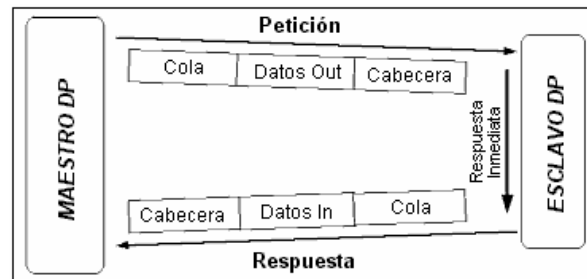 Petición
MAESTRO DP
Cola
Datos Out
Cabecera
Respuesta
Inmediata
ESCLAVO DP
Cabecera
Datos In
Cola
Respuesta